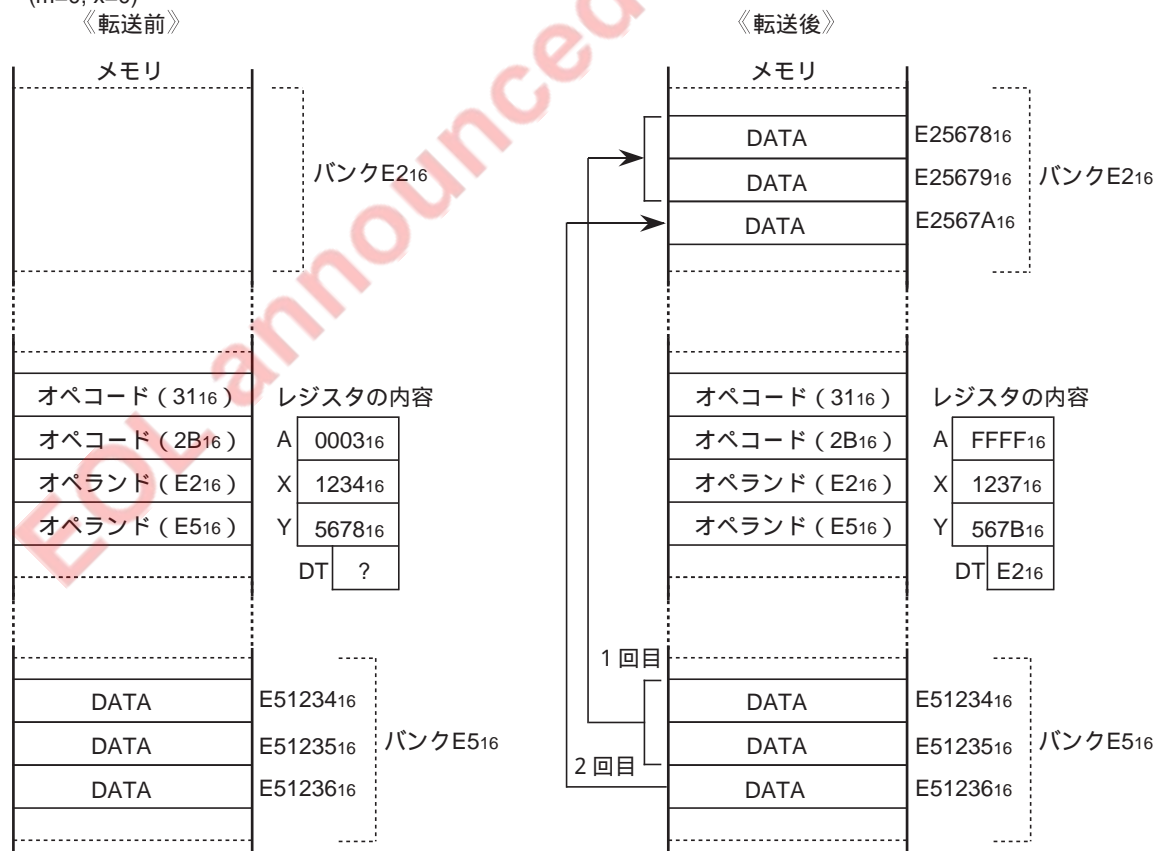 (m=0, x=0)
《転送前》
メモリ
バンクE216
オペコード（3116）
オペコード（2B16）
オペランド（E216）
オペランド（E516）
レジスタの内容
A 000316
X 123416
Y 567816
DT ?
DATA E5123416
DATA E5123516
DATA E5123616
バンクE516
《転送後》
メモリ
DATA E2567816
DATA E2567916
DATA E2567A16
バンクE216
オペコード（3116）
オペコード（2B16）
オペランド（E216）
オペランド（E516）
レジスタの内容
A FFFF16
X 123716
Y 567B16
DT E216
1回目
2回目
DATA E5123416
DATA E5123516
DATA E5123616
バンクE516
EOL announced